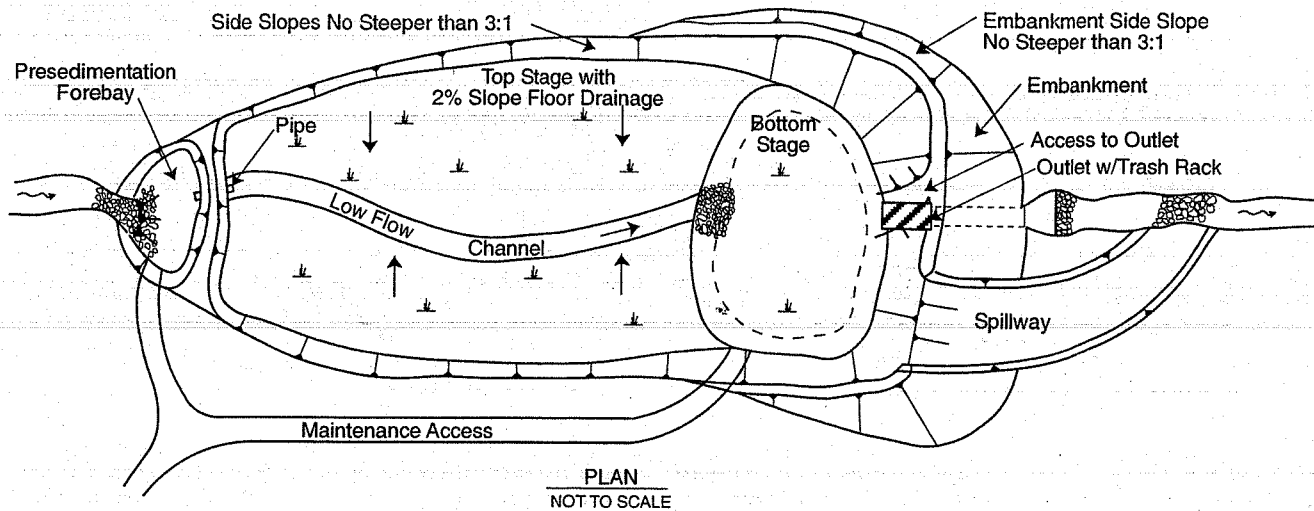 Side Slopes No Steeper than 3:1
Embankment Side Slope
No Steeper than 3:1
Presedimentation
Forebay
Top Stage with
2% Slope Floor Drainage
Embankment
Pipe
Bottom
Stage
Access to Outlet
Outlet w/Trash Rack
Low Flow
Channel
Spillway
Maintenance Access
PLAN
NOT TO SCALE